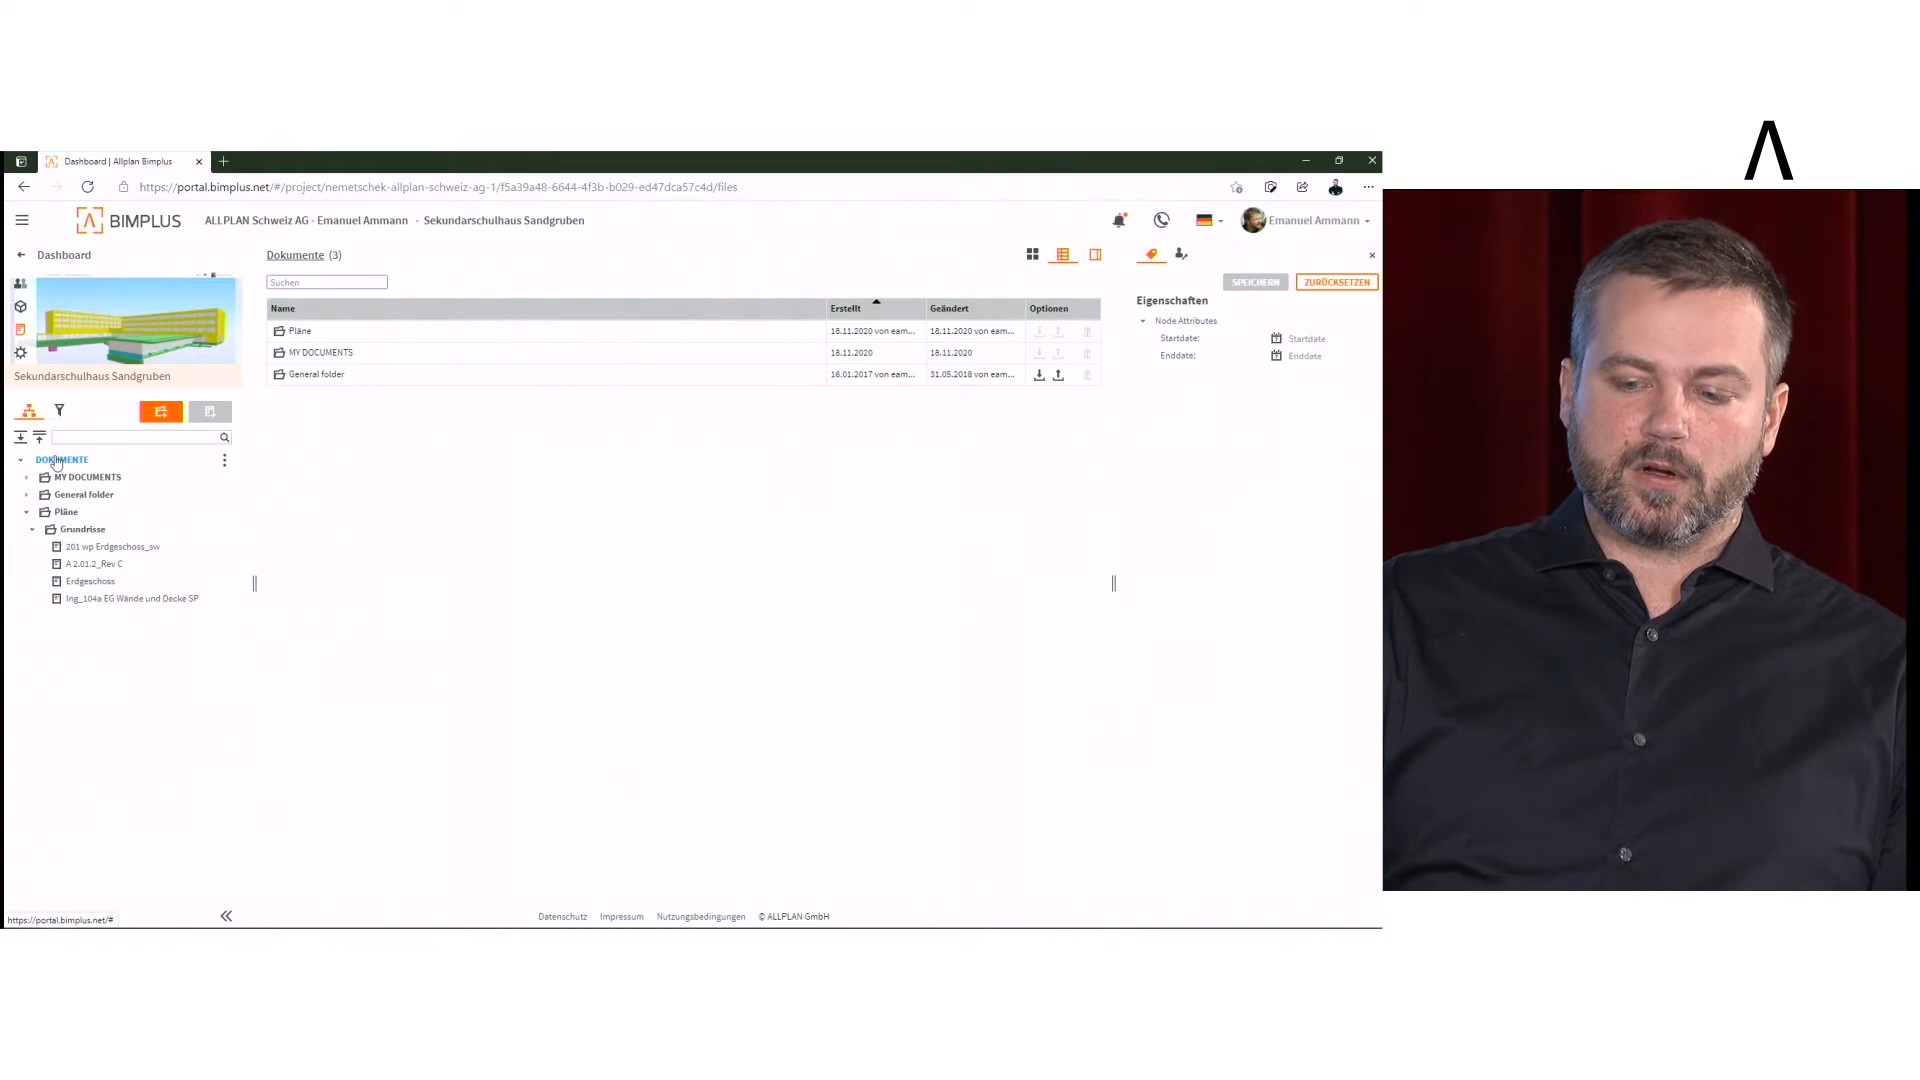 Dashboard | Allplan Bimplus
https://portal.bimplus.net/#/project/nemetschek-allplan-schweiz-ag-1/f5a39a48-6644-4f3b-b029-ed47dca57c4d/files
BIMPLUS
ALLPLAN Schweiz AG - Emanuel Ammann - Sekundarschulhaus Sandgruben
Emanuel Ammann
Dashboard
Sekundarschulhaus Sandgruben
DOKUMENTE
MY DOCUMENTS
General folder
Pläne
Grundrisse
201 wp Erdgeschoss_sw
A 2.01.2_Rev C
Erdgeschoss
Ing_104a EG Wände und Decke SP
https://portal.bimplus.net/#
Dokumente (3)
Suchen
Name Erstellt Geändert Optionen
Pläne 18.11.2020 von eam... 18.11.2020 von eam...
MY DOCUMENTS 18.11.2020 18.11.2020
General folder 16.01.2017 von eam... 31.05.2018 von eam...
SPEICHERN ZURÜCKSETZEN
Eigenschaften
Node Attributes
Startdate: Startdate
Enddate: Enddate
Datenschutz Impressum Nutzungsbedingungen © ALLPLAN GmbH